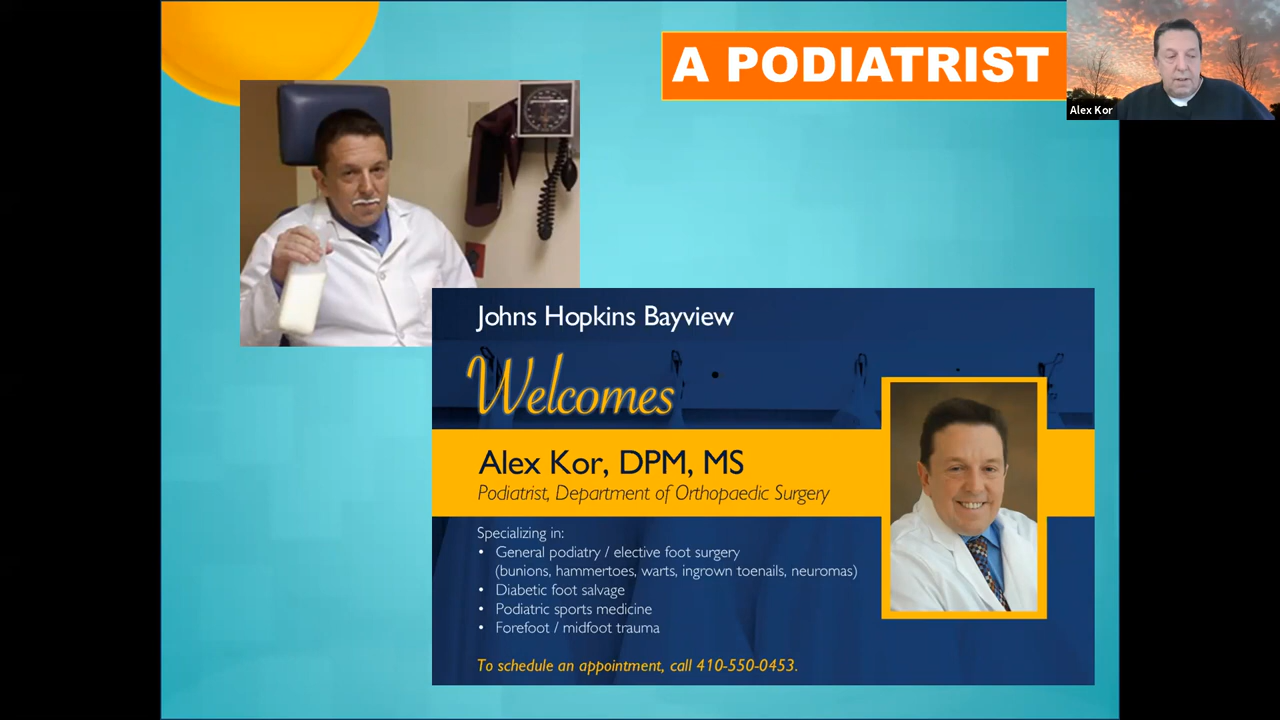 A PODIATRIST
Alex Kor
Johns Hopkins Bayview
Welcomes
Alex Kor, DPM, MS
Podiatrist, Department of Orthopaedic Surgery
Specializing in:
• General podiatry / elective foot surgery
(bunions, hammertoes, warts, ingrown toenails, neuromas)
• Diabetic foot salvage
• Podiatric sports medicine
• Forefoot / midfoot trauma
To schedule an appointment, call 410-550-0453.